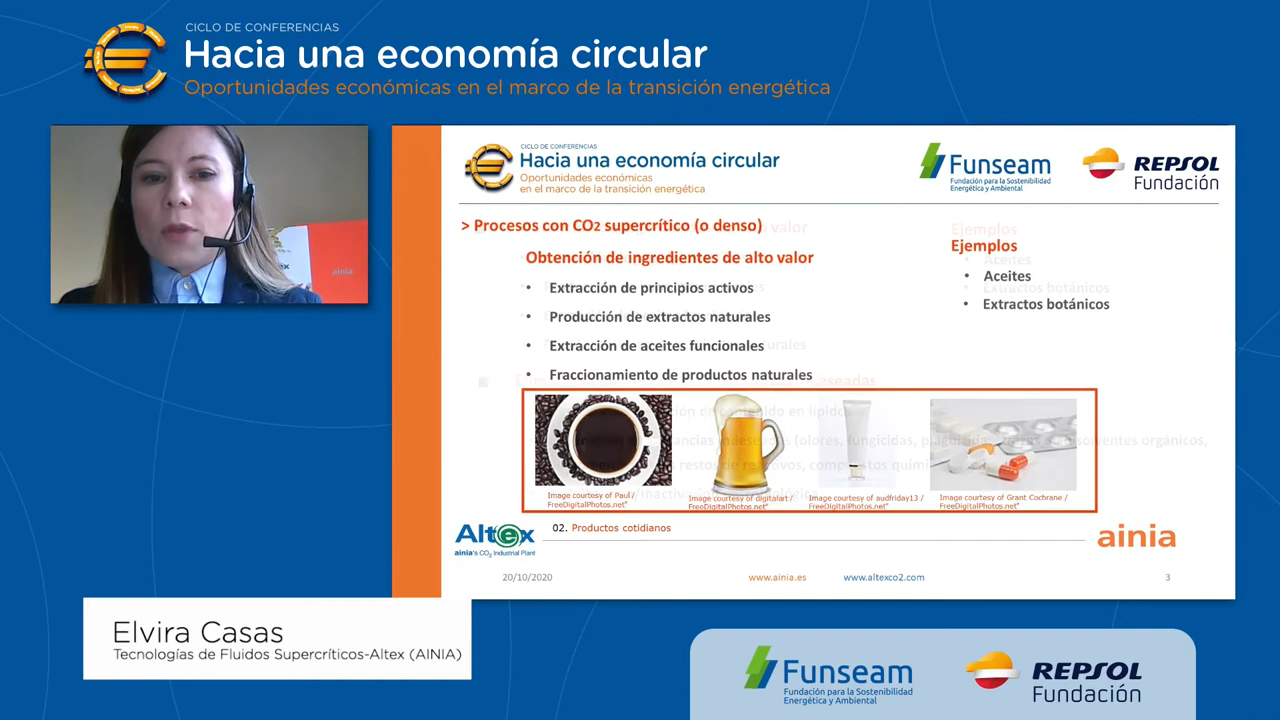 CICLO DE CONFERENCIAS
Hacia una economía circular
Oportunidades económicas en el marco de la transición energética
ainia
CICLO DE CONFERENCIAS
Hacia una economía circular
Oportunidades económicas
en el marco de la transición energética
Funseam
Fundación para la Sostenibilidad
Energética y Ambiental
REPSOL
Fundación
> Procesos con CO2 supercrítico (o denso)
Obtención de ingredientes de alto valor
• Extracción de principios activos
• Producción de extractos naturales
• Extracción de aceites funcionales
• Fraccionamiento de productos naturales
Ejemplos
Ejemplos
• Aceites
• Extractos botánicos
Image courtesy of Paul /
FreeDigitalPhotos.net"
Image courtesy of digitalart /
FreeDigitalPhotos.net"
Image courtesy of audfriday13 /
FreeDigitalPhotos.net"
Image courtesy of Grant Cochrane /
FreeDigitalPhotos.net"
Altex
ainia's CO2 Industrial Plant
02. Productos cotidianos
ainia
20/10/2020
www.ainia.es
www.altexco2.com
3
Elvira Casas
Tecnologías de Fluidos Supercríticos-Altex (AINIA)
Funseam
Fundación para la Sostenibilidad
Energética y Ambiental
REPSOL
Fundación